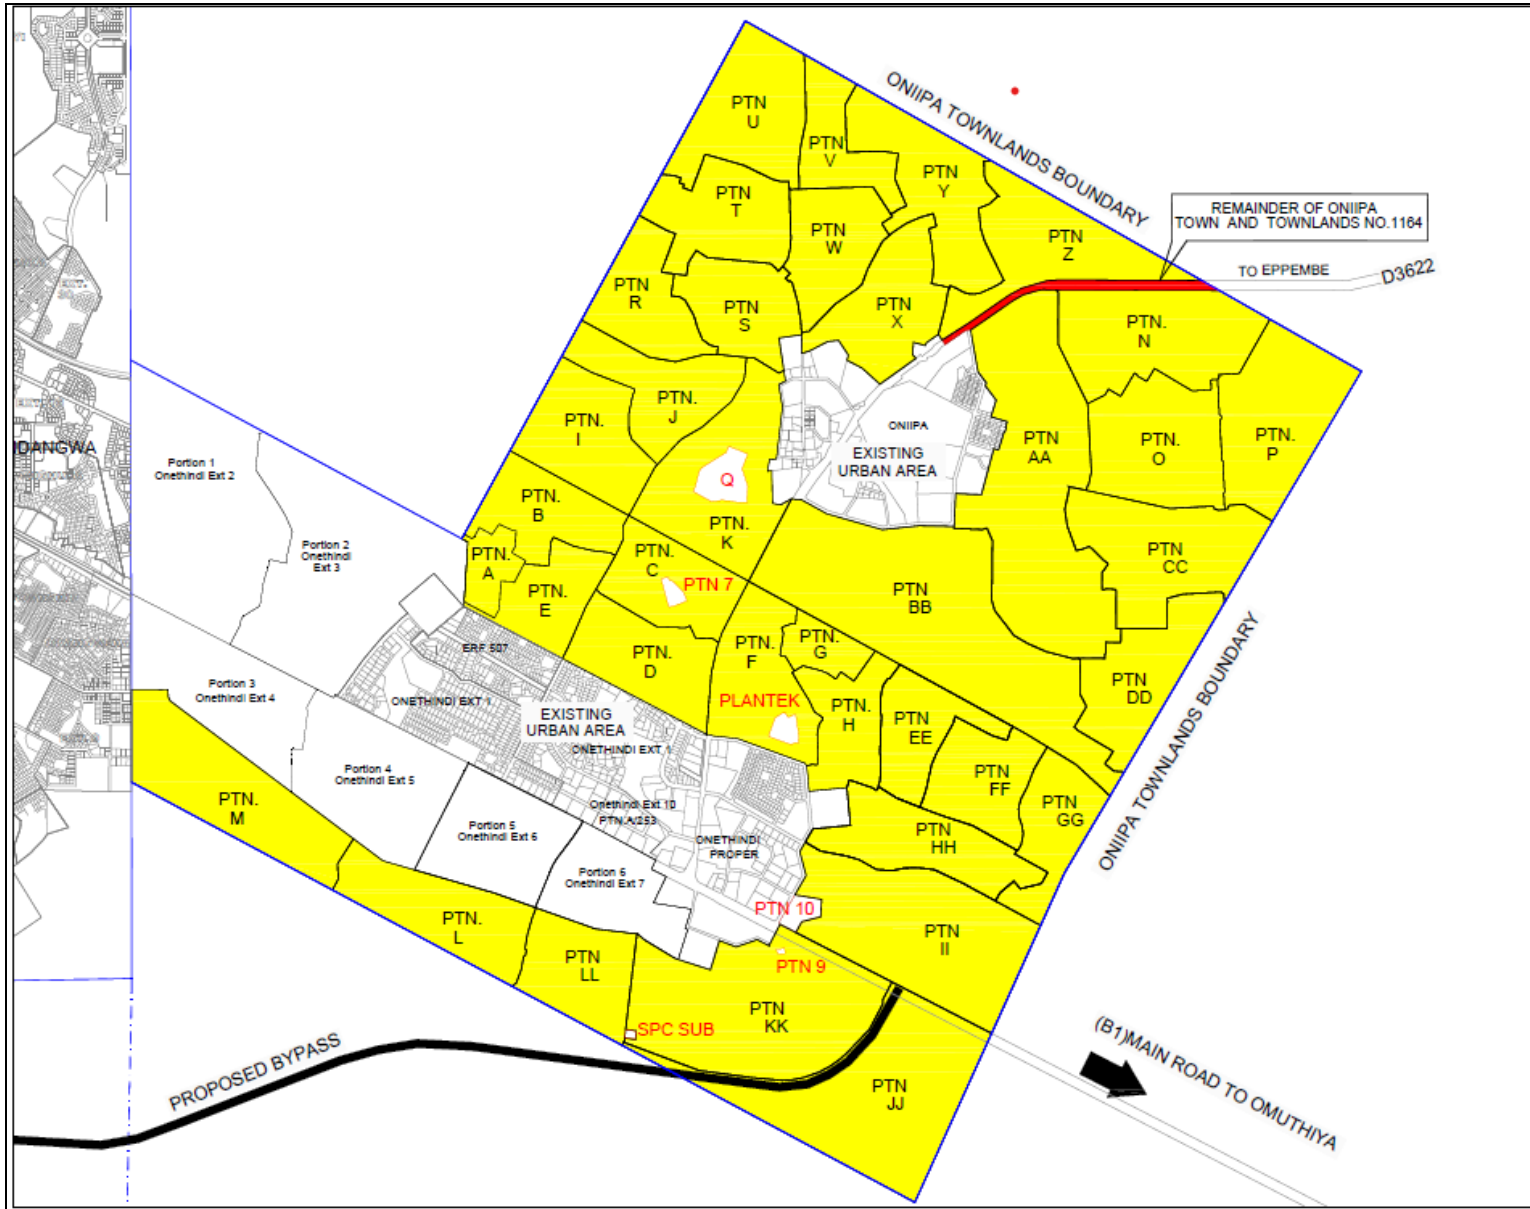 ONIIPA TOWNLANDS BOUNDARY
PTN
U
PTN
V
PTN
Y
PTN
T
PTN
W
PTN
Z
REMAINDER OF ONIIPA
TOWN AND TOWNLANDS NO.1164
TO EPPEMBE
D3622
PTN
R
PTN
S
PTN
X
PTN.
N
PTN.
J
PTN.
I
ONIIPA
EXISTING
URBAN AREA
PTN
AA
PTN.
O
PTN.
P
IDANGWA
Portion 1
Onethindi Ext 2
Q
PTN.
B
PTN.
K
Portion 2
Onethindi
Ext 3
PTN.
A
PTN.
C
PTN 7
PTN
CC
PTN.
E
PTN
BB
ERF 507
PTN.
D
PTN.
F
PTN.
G
PTN
DD
ONIIPA TOWNLANDS BOUNDARY
Portion 3
Onethindi Ext 4
ONETHINDI EXT 1
PLANTEK
PTN.
H
PTN
EE
EXISTING
URBAN AREA
ONETHINDI EXT 1
Portion 4
Onethindi Ext 5
PTN
FF
PTN.
M
Onethindi Ext 10
PTN.A/253
PTN
GG
Portion 5
Onethindi Ext 6
ONETHINDI
PROPER
PTN
HH
Portion 6
Onethindi Ext 7
PTN 10
PTN.
L
PTN
II
PTN
LL
PTN 9
PTN
KK
SPC SUB
(B1)MAIN ROAD TO OMUTHIYA
PROPOSED BYPASS
PTN
JJ